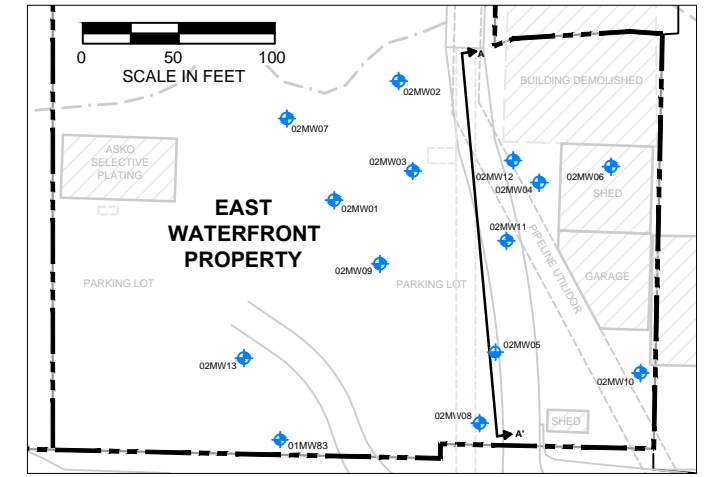 0 50 100
SCALE IN FEET
A
BUILDING DEMOLISHED
02MW02
02MW07
ASKO
SELECTIVE
PLATING
02MW03
02MW12
02MW04
02MW06
SHED
02MW01
EAST
WATERFRONT
PROPERTY
02MW11
PIPELINE UTILIDOR
02MW09
PARKING LOT
PARKING LOT
GARAGE
02MW05
02MW13
02MW10
02MW08
SHED
A'
01MW83